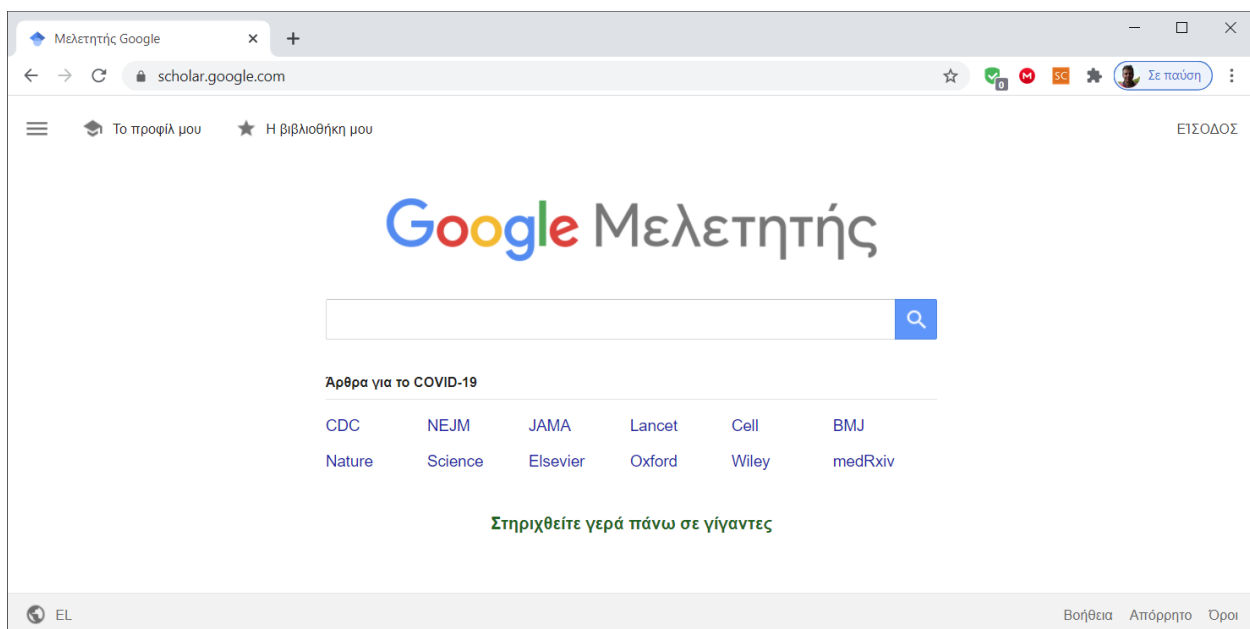 Μελετητής Google
scholar.google.com
0
SC
Σε παύση
Το προφίλ μου Η βιβλιοθήκη μου ΕΊΣΟΔΟΣ
Google Μελετητής
Άρθρα για το COVID-19
CDC NEJM JAMA Lancet Cell BMJ
Nature Science Elsevier Oxford Wiley medRxiv
Στηριχθείτε γερά πάνω σε γίγαντες
EL Βοήθεια Απόρρητο Όροι